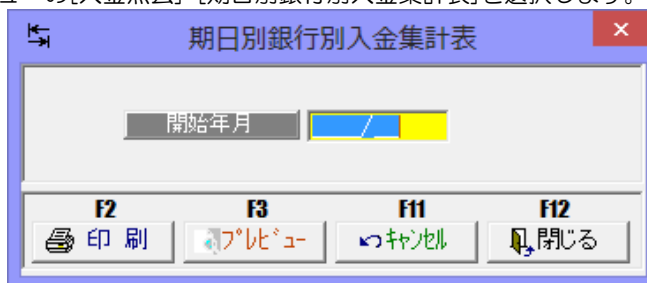 ューの[入金照会]-[期日別銀行別入金集計表]を選択します。
期日別銀行別入金集計表
開始年月 /
F2 F3 F11 F12
印 刷 プレビュー キャンセル 閉じる